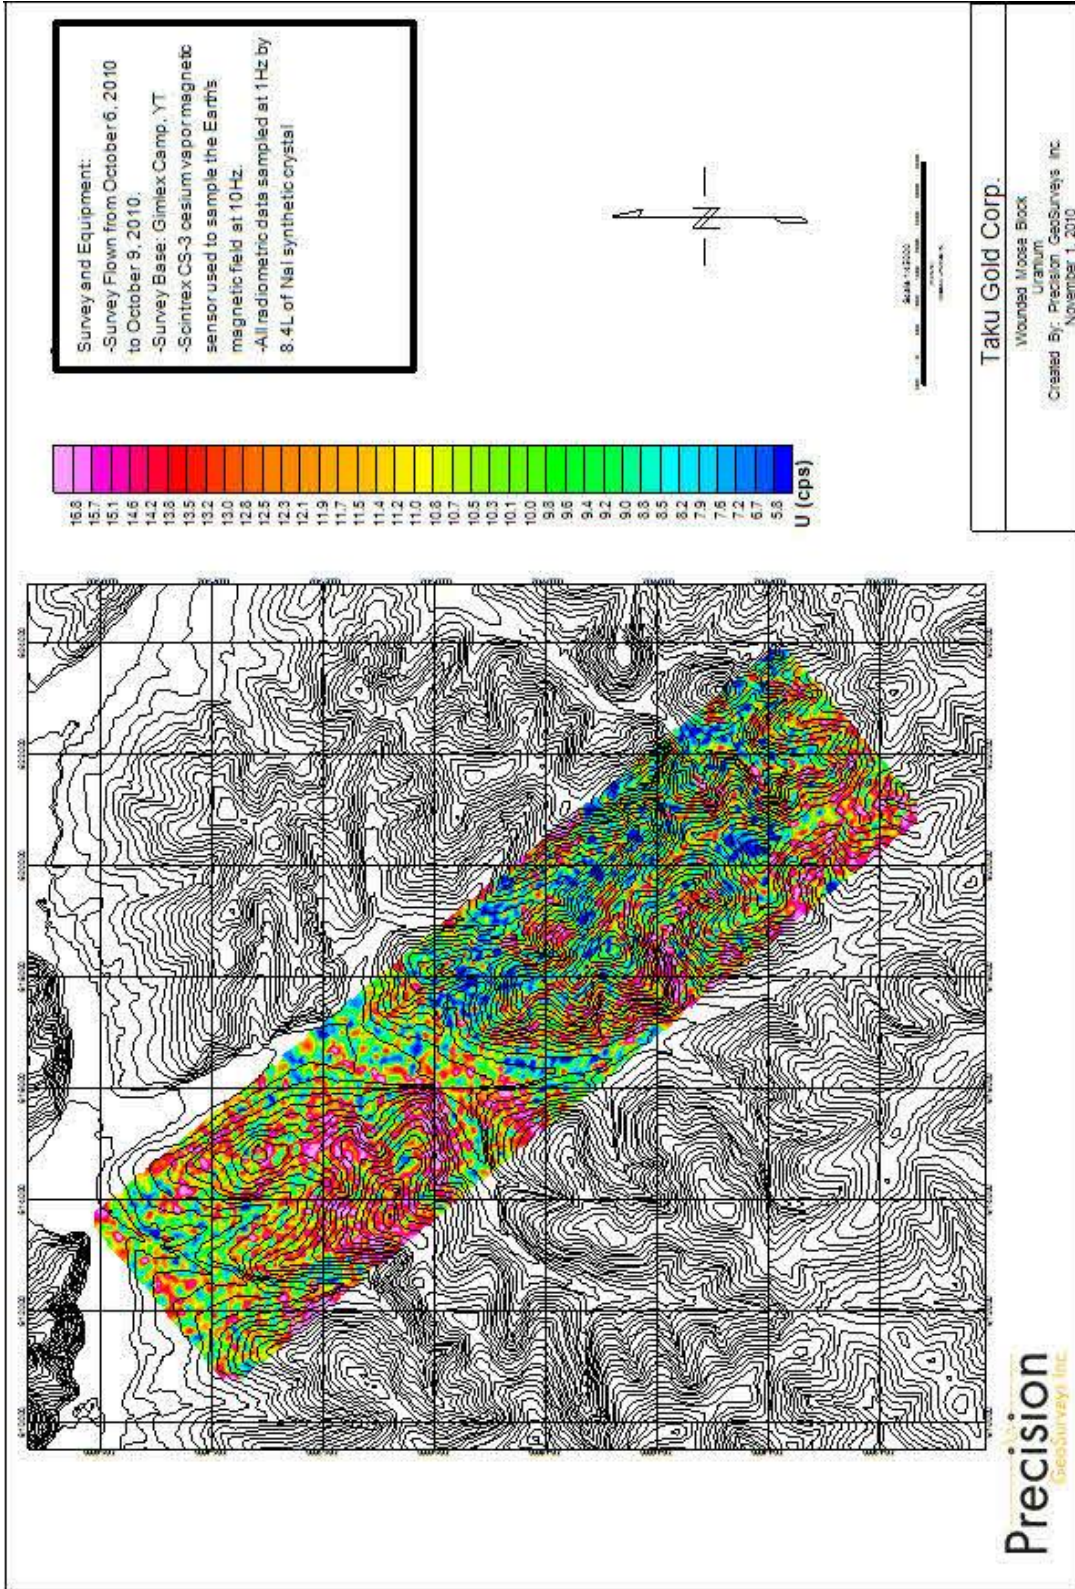 Survey and Equipment:
-Survey Flown from October 6, 2010
to October 9, 2010.
-Survey Base: Gimlex Camp, YT
-Scintrex CS-3 cesium vapor magnetic
sensor used to sample the Earth's
magnetic field at 10Hz.
-All radiometric data sampled at 1Hz by
8.4L of NaI synthetic crystal
16.8
15.7
15.1
14.6
14.2
13.8
13.5
13.2
13.0
12.8
12.5
12.3
12.1
11.9
11.7
11.5
11.4
11.2
11.0
10.8
10.7
10.5
10.3
10.1
10.0
9.8
9.6
9.4
9.2
9.0
8.8
8.5
8.2
7.9
7.6
7.2
6.7
5.8
U (cps)
N
Taku Gold Corp.
Wounded Moose Block
Uranium
Created By: Precision GeoSurveys Inc.
November 1, 2010
Precision
GeoSurveys Inc.